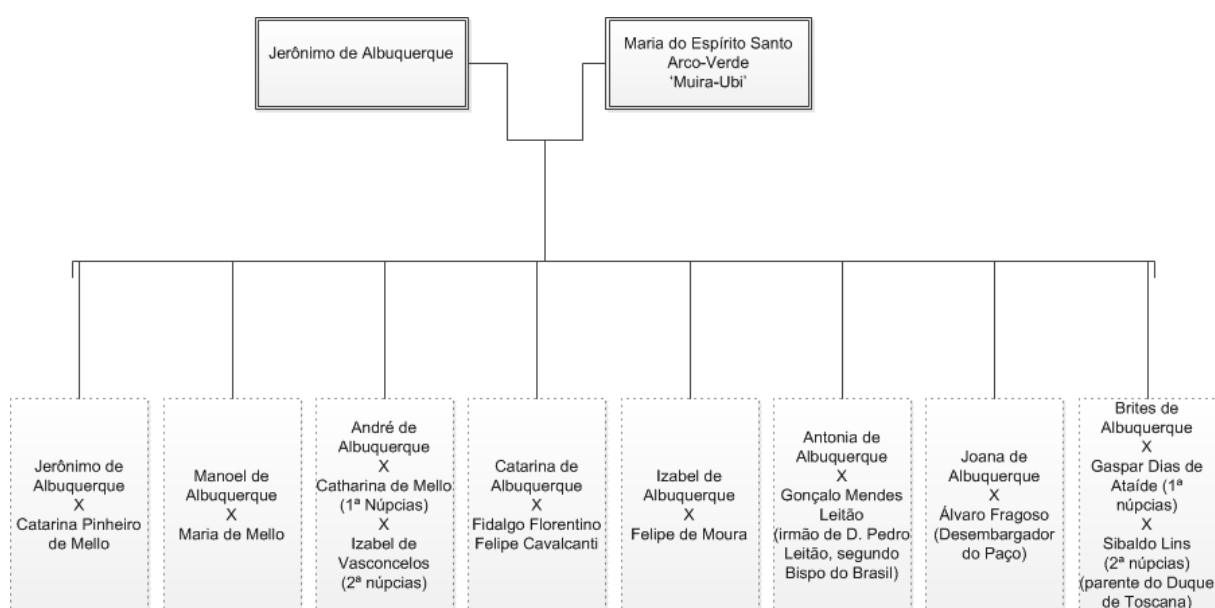 Jerônimo de Albuquerque
Maria do Espírito Santo
Arco-Verde
‘Muira-Ubi’
Jerônimo de
Albuquerque
X
Catarina Pinheiro
de Mello
Manoel de
Albuquerque
X
Maria de Mello
André de
Albuquerque
X
Catharina de Mello
(1ª Núpcias)
X
Izabel de
Vasconcelos
(2ª núpcias)
Catarina de
Albuquerque
X
Fidalgo Florentino
Felipe Cavalcanti
Izabel de
Albuquerque
X
Felipe de Moura
Antonia de
Albuquerque
X
Gonçalo Mendes
Leitão
(irmão de D. Pedro
Leitão, segundo
Bispo do Brasil)
Joana de
Albuquerque
X
Álvaro Fragoso
(Desembargador
do Paço)
Brites de
Albuquerque
X
Gaspar Dias de
Ataíde (1ª
núpcias)
X
Sibaldo Lins
(2ª núpcias)
(parente do Duque
de Toscana)